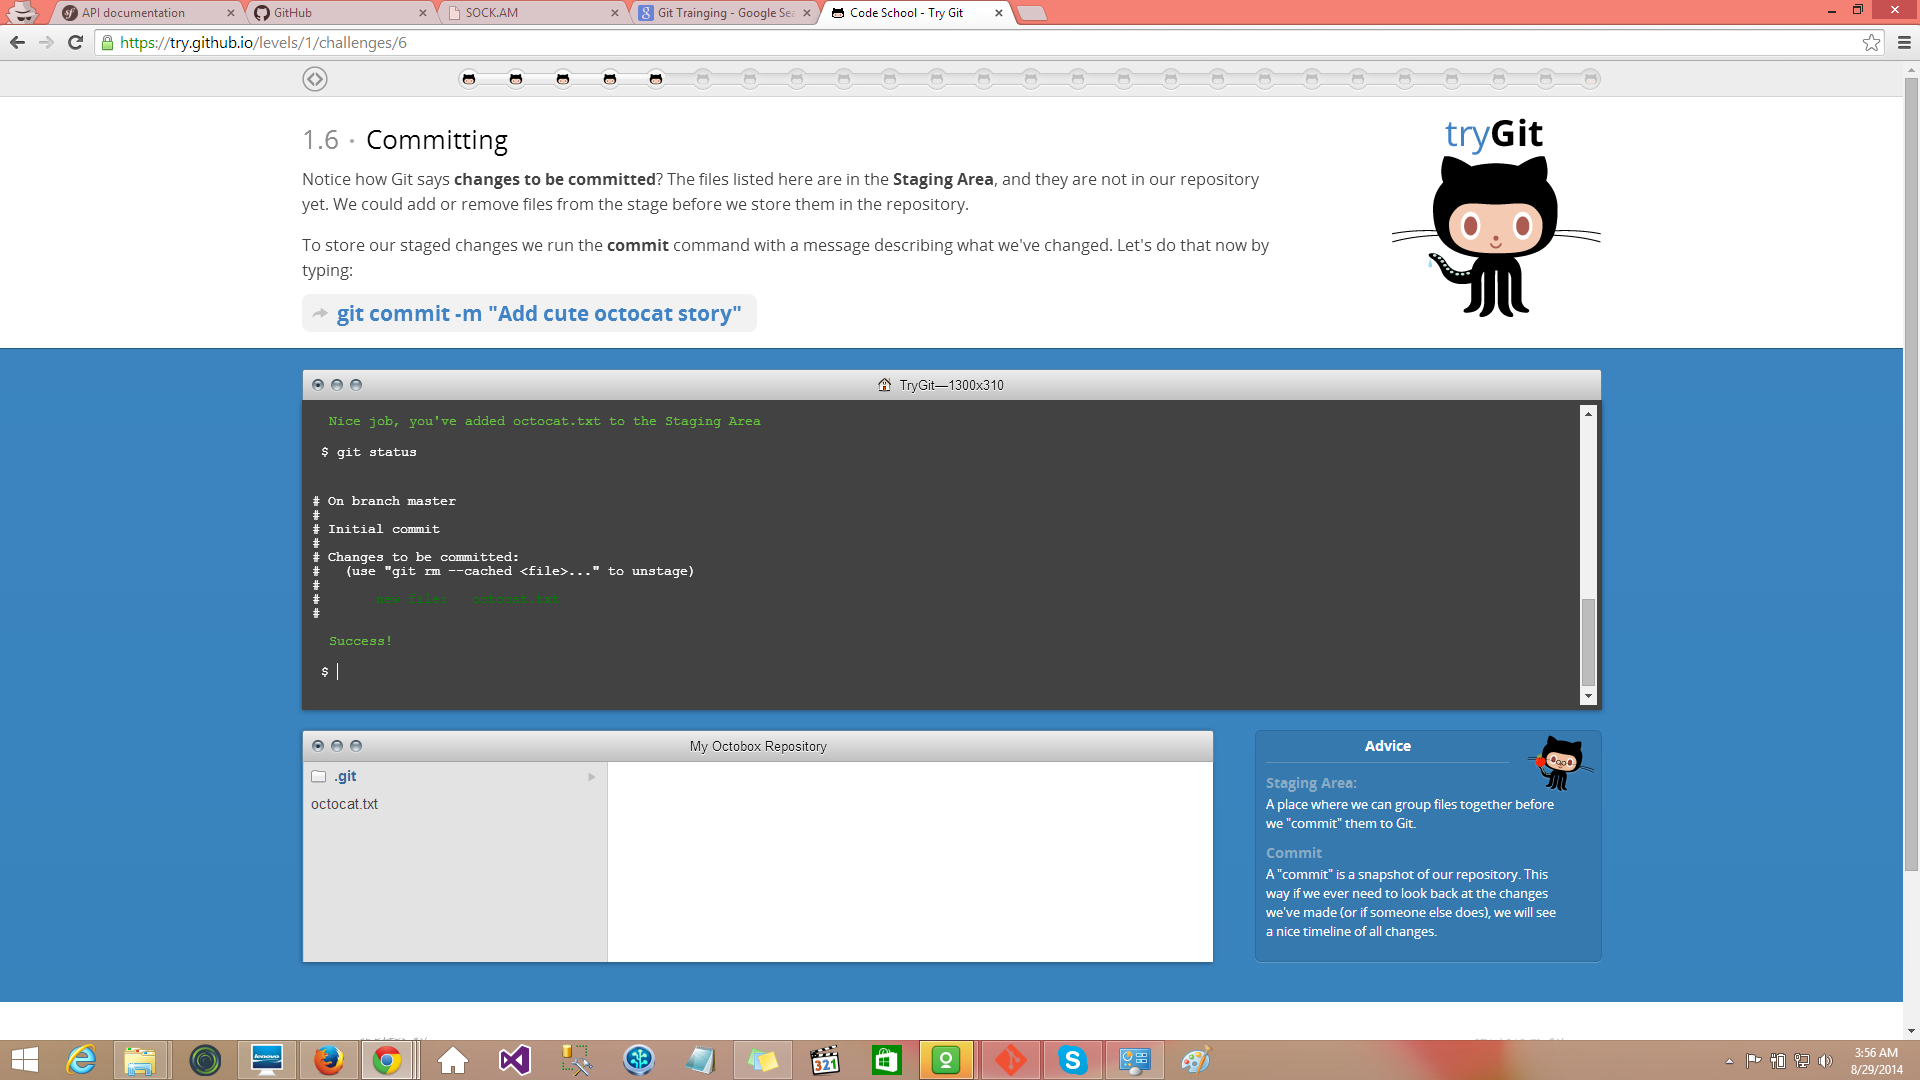 API documentation
GitHub
SOCK.AM
Git Trainging - Google Sea
Code School - Try Git
https://try.github.io/levels/1/challenges/6
1.6 · Committing
tryGit
Notice how Git says changes to be committed? The files listed here are in the Staging Area, and they are not in our repository
yet. We could add or remove files from the stage before we store them in the repository.
To store our staged changes we run the commit command with a message describing what we've changed. Let's do that now by
typing:
git commit -m "Add cute octocat story"
TryGit—1300x310
Nice job, you've added octocat.txt to the Staging Area
$ git status
# On branch master
#
# Initial commit
#
# Changes to be committed:
#   (use "git rm --cached <file>..." to unstage)
#
#       new file:   octocat.txt
#
Success!
$
My Octobox Repository
.git
octocat.txt
Advice
Staging Area:
A place where we can group files together before
we "commit" them to Git.
Commit
A "commit" is a snapshot of our repository. This
way if we ever need to look back at the changes
we've made (or if someone else does), we will see
a nice timeline of all changes.
lenovo
321
3:56 AM
8/29/2014